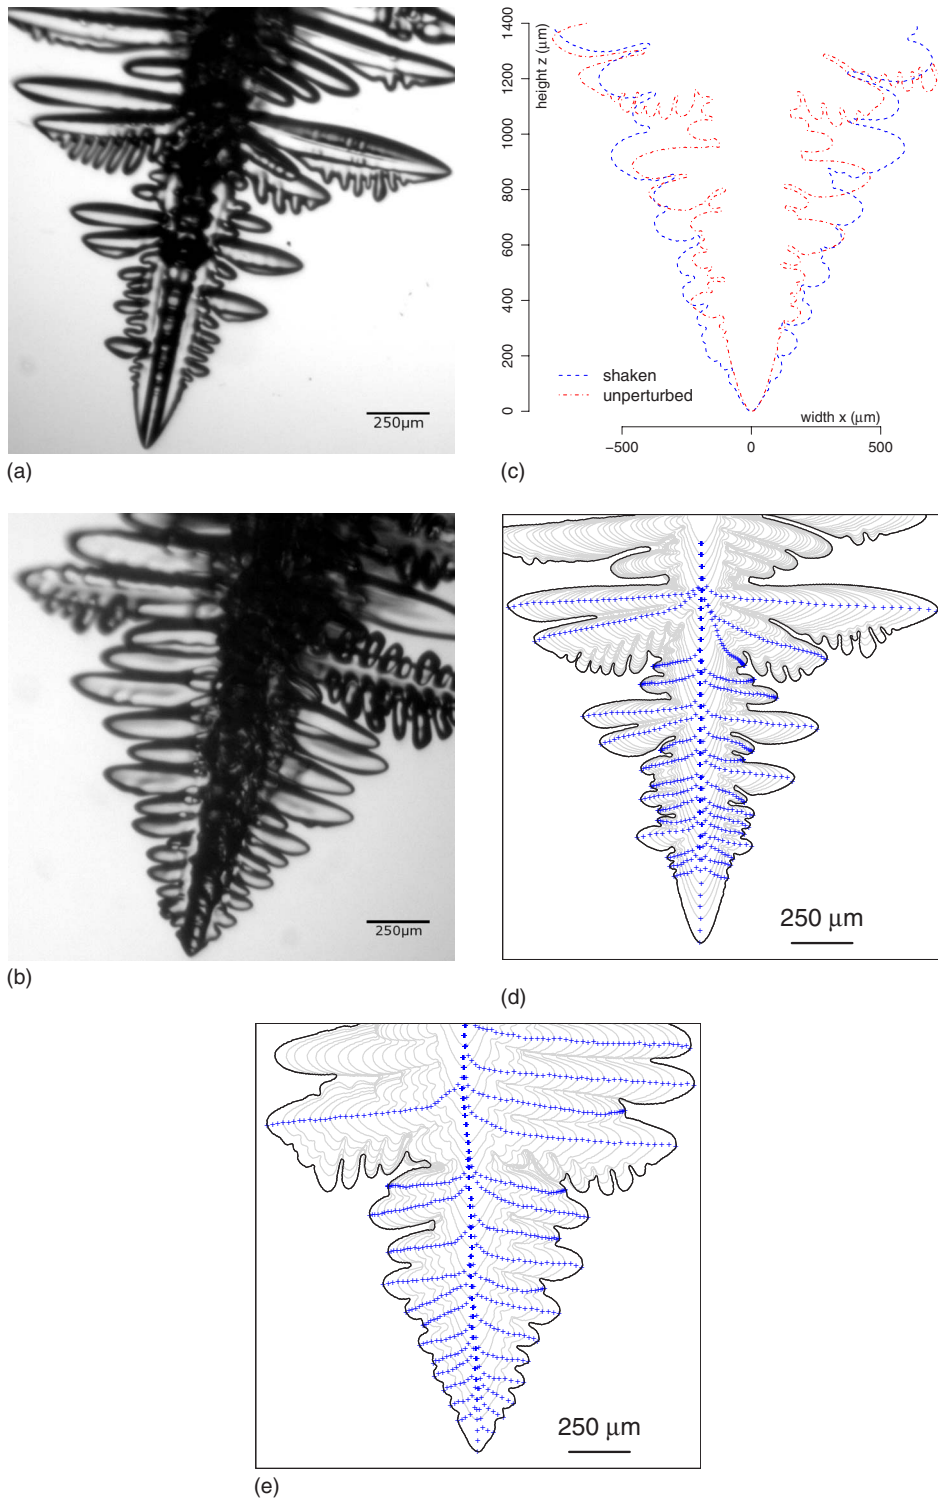 250μm
(a)
height z (μm)
1400
1200
1000
800
600
400
200
0
shaken
unperturbed
width x (μm)
−500
0
500
(c)
250μm
(b)
250 μm
(d)
250 μm
(e)